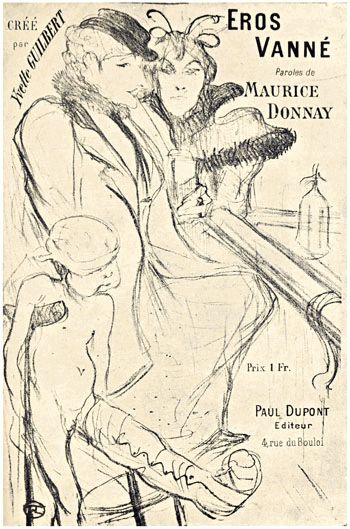 CRÉÉ
par
Yvette GUILBERT
EROS
VANNÉ
Paroles de
MAURICE
DONNAY
Prix 1 Fr.
PAUL DUPONT
Editeur
4, rue du Bouloi